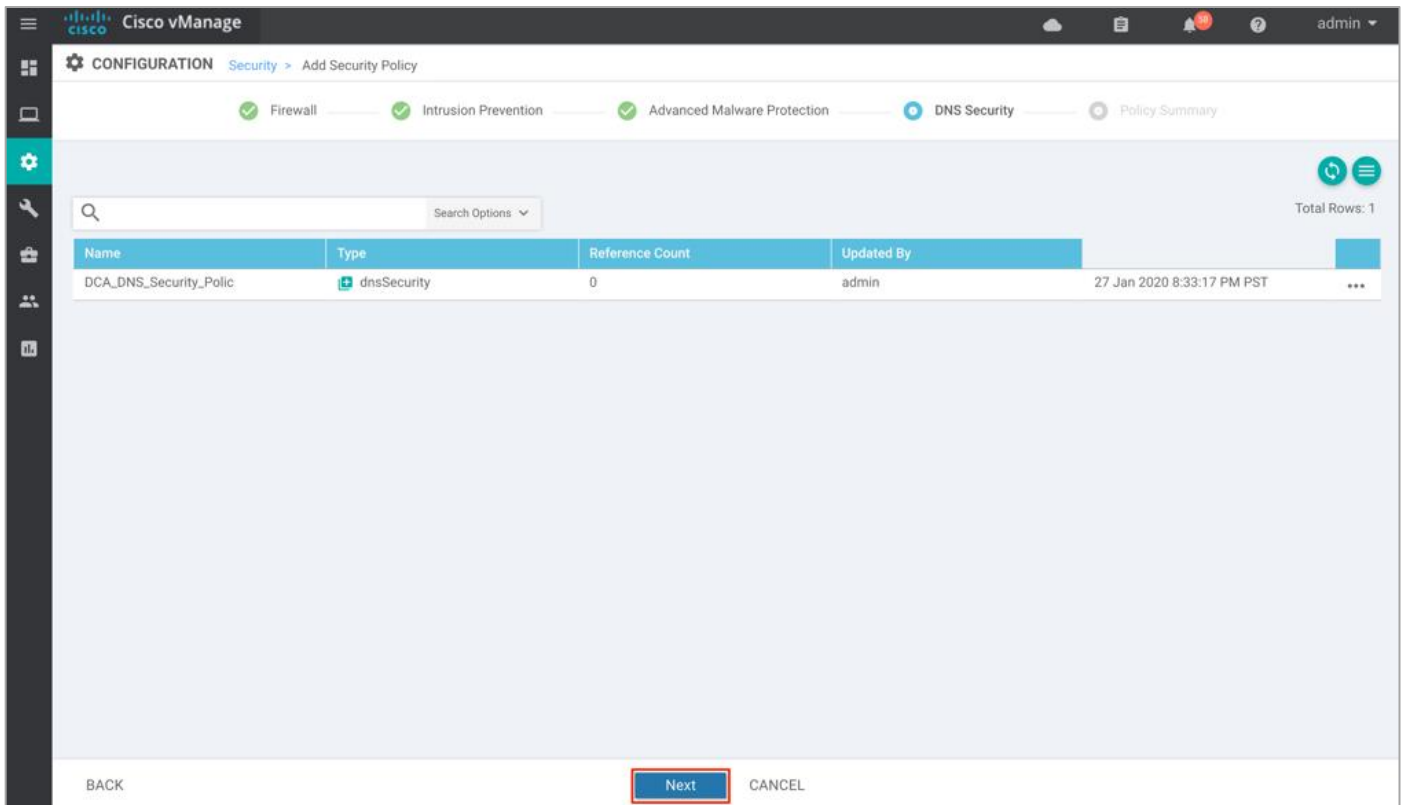 cisco Cisco vManage 50 admin
CONFIGURATION Security > Add Security Policy
Firewall Intrusion Prevention Advanced Malware Protection DNS Security Policy Summary
Search Options Total Rows: 1
Name Type Reference Count Updated By
DCA_DNS_Security_Polic dnsSecurity 0 admin 27 Jan 2020 8:33:17 PM PST
BACK Next CANCEL